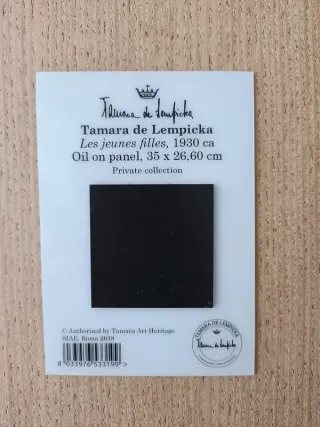 Tamara de Lempicka
Tamara de Lempicka
Les jeunes filles, 1930 ca
Oil on panel, 35 x 26,60 cm
Private collection
© Authorized by Tamara Art Heritage
SIAE, Roma 2018
8 033976 533199 >
TAMARA DE LEMPICKA
Tamara de Lempicka